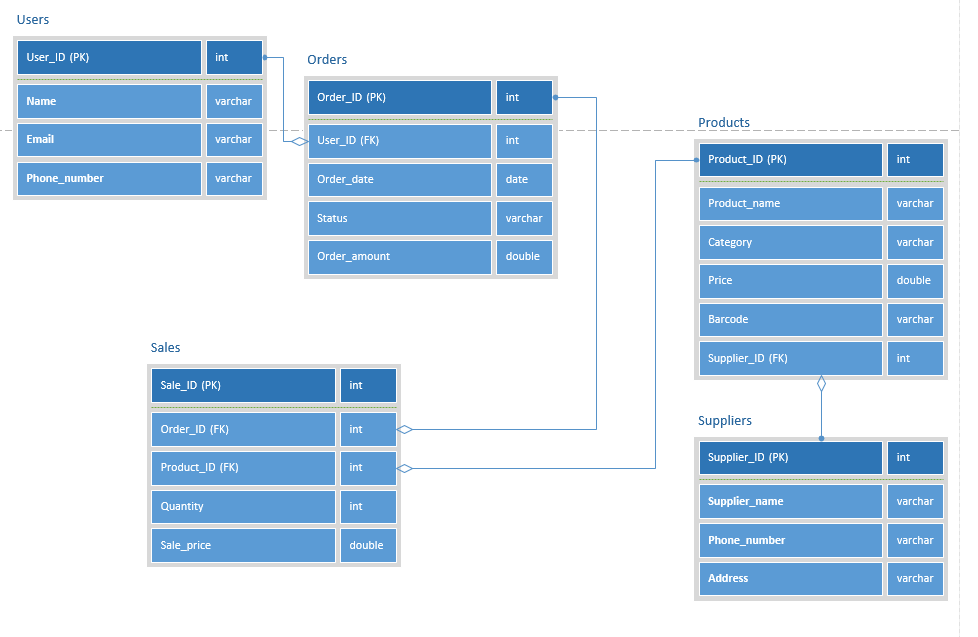 Users
User_ID (PK) int
Name varchar
Email varchar
Phone_number varchar
Orders
Order_ID (PK) int
User_ID (FK) int
Order_date date
Status varchar
Order_amount double
Products
Product_ID (PK) int
Product_name varchar
Category varchar
Price double
Barcode varchar
Supplier_ID (FK) int
Sales
Sale_ID (PK) int
Order_ID (FK) int
Product_ID (FK) int
Quantity int
Sale_price double
Suppliers
Supplier_ID (PK) int
Supplier_name varchar
Phone_number varchar
Address varchar